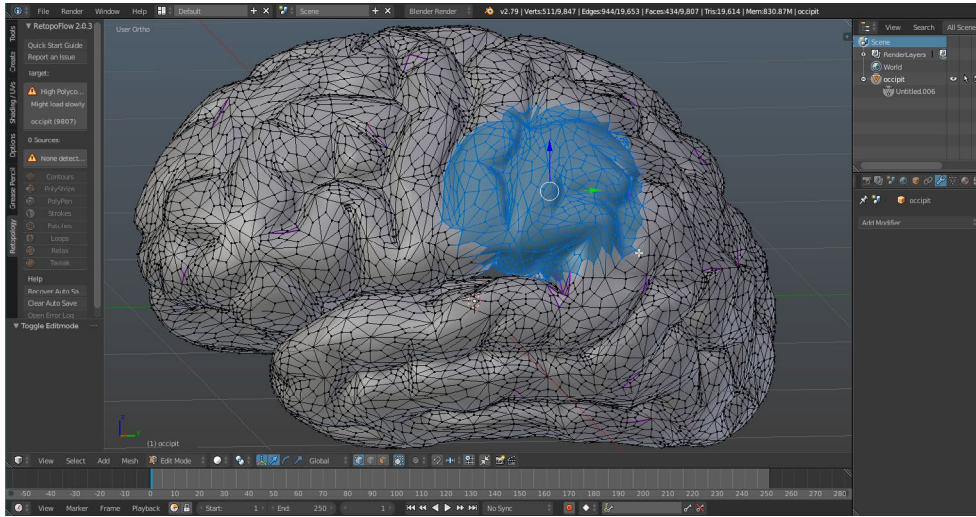 File Render Window Help Default Scene Blender Render v2.79 | Verts:511/9,847 | Edges:944/19,653 | Faces:434/9,807 | Tris:19,614 | Mem:830.87M | occipit
View Search All Scene
Tools
Create
Shading / UVs
Options
Grease Pencil
Retopology
RetopoFlow 2.0.3
Quick Start Guide
Report an Issue
Target:
High Polyco...
Might load slowly
occipit (9807)
0 Sources:
None detect...
Contours
PolyStrips
PolyPen
Strokes
Patches
Loops
Relax
Tweak
Help
Recover Auto Sa
Clear Auto Save
Open Error Log
Toggle Editmode
User Ortho
(1) occipit
Scene
RenderLayers
World
occipit
Untitled.006
occipit
Add Modifier
View Select Add Mesh Edit Mode Global
-50 -40 -30 -20 -10 0 10 20 30 40 50 60 70 80 90 100 110 120 130 140 150 160 170 180 190 200 210 220 230 240 250 260 270 280
View Marker Frame Playback Start: 1 End: 250 1 No Sync